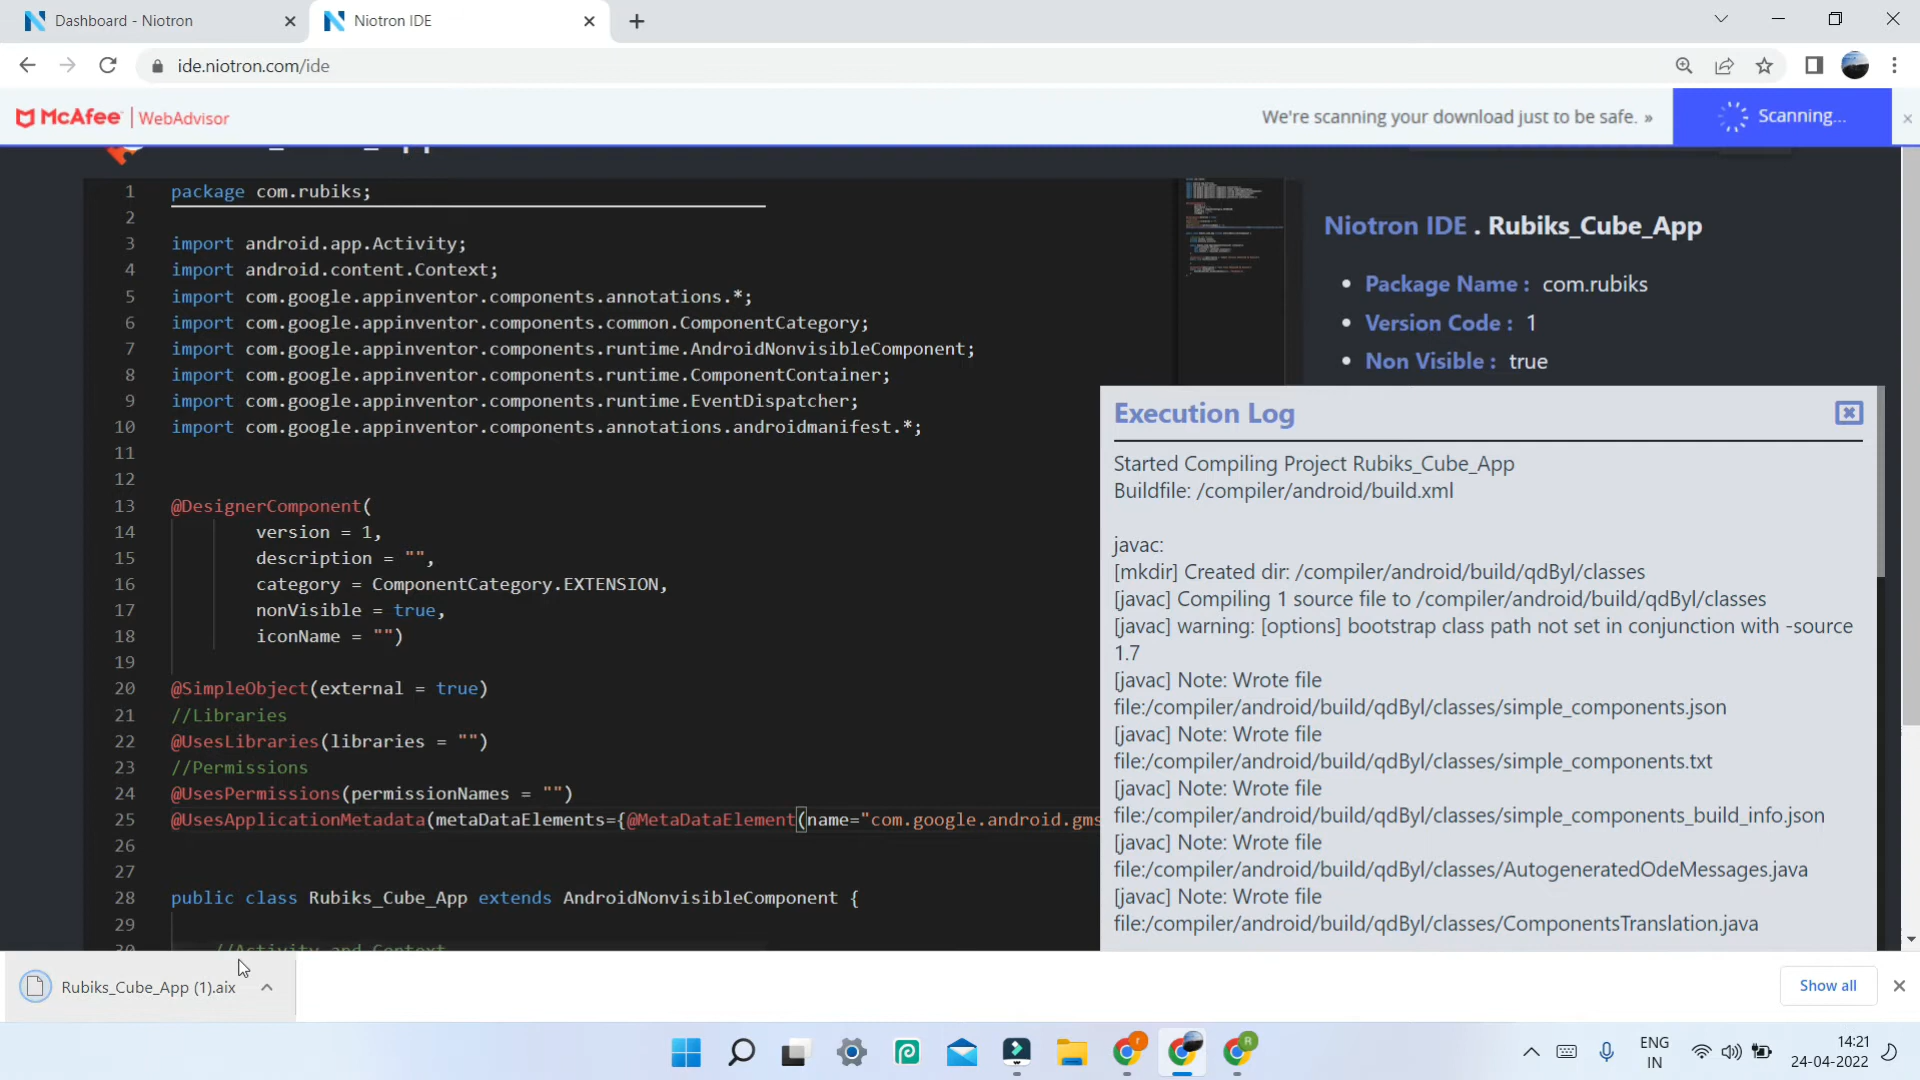 Dashboard - Niotron
Niotron IDE
ide.niotron.com/ide
McAfee | WebAdvisor
We're scanning your download just to be safe. »
Scanning...
1 package com.rubiks;
2
3 import android.app.Activity;
4 import android.content.Context;
5 import com.google.appinventor.components.annotations.*;
6 import com.google.appinventor.components.common.ComponentCategory;
7 import com.google.appinventor.components.runtime.AndroidNonvisibleComponent;
8 import com.google.appinventor.components.runtime.ComponentContainer;
9 import com.google.appinventor.components.runtime.EventDispatcher;
10 import com.google.appinventor.components.annotations.androidmanifest.*;
11
12
13 @DesignerComponent(
14 version = 1,
15 description = "",
16 category = ComponentCategory.EXTENSION,
17 nonVisible = true,
18 iconName = "")
19
20 @SimpleObject(external = true)
21 //Libraries
22 @UsesLibraries(libraries = "")
23 //Permissions
24 @UsesPermissions(permissionNames = "")
25 @UsesApplicationMetadata(metaDataElements={@MetaDataElement(name="com.google.android.gms
26
27
28 public class Rubiks_Cube_App extends AndroidNonvisibleComponent {
29
30 //Activity and Context
Niotron IDE . Rubiks_Cube_App
• Package Name : com.rubiks
• Version Code : 1
• Non Visible : true
Execution Log
Started Compiling Project Rubiks_Cube_App
Buildfile: /compiler/android/build.xml
javac:
[mkdir] Created dir: /compiler/android/build/qdByl/classes
[javac] Compiling 1 source file to /compiler/android/build/qdByl/classes
[javac] warning: [options] bootstrap class path not set in conjunction with -source
1.7
[javac] Note: Wrote file
file:/compiler/android/build/qdByl/classes/simple_components.json
[javac] Note: Wrote file
file:/compiler/android/build/qdByl/classes/simple_components.txt
[javac] Note: Wrote file
file:/compiler/android/build/qdByl/classes/simple_components_build_info.json
[javac] Note: Wrote file
file:/compiler/android/build/qdByl/classes/AutogeneratedOdeMessages.java
[javac] Note: Wrote file
file:/compiler/android/build/qdByl/classes/ComponentsTranslation.java
Rubiks_Cube_App (1).aix
Show all
ENG
IN
14:21
24-04-2022